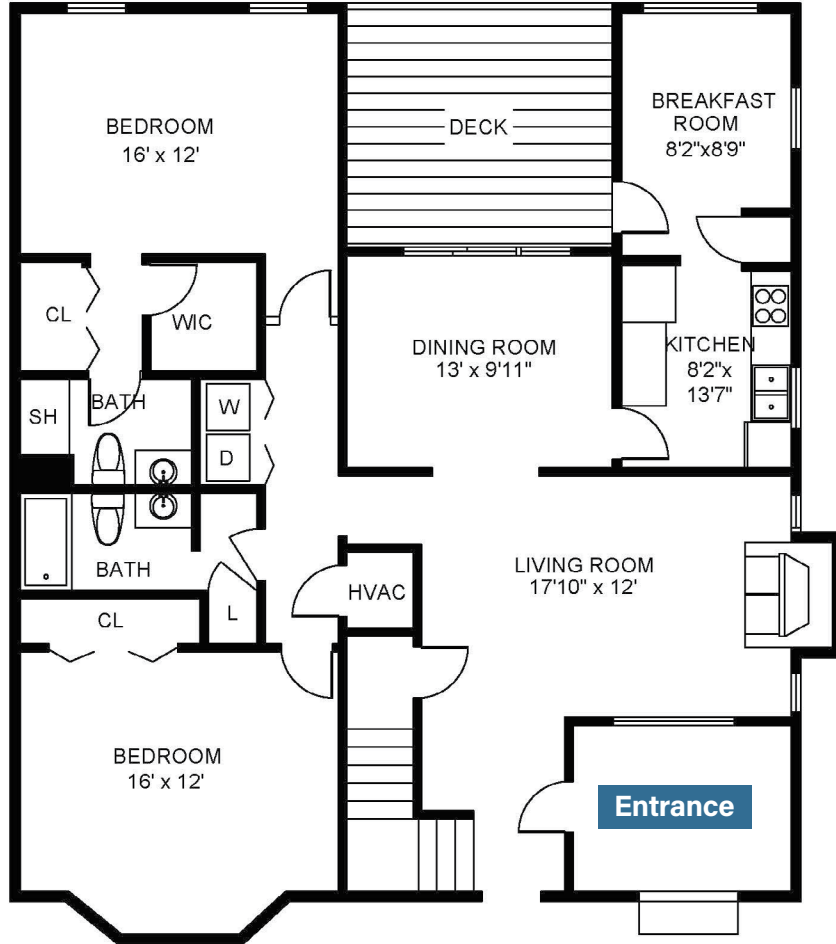 BEDROOM
16' x 12'
DECK
BREAKFAST
ROOM
8'2"x8'9"
CL
WIC
DINING ROOM
13' x 9'11"
KITCHEN
8'2"x
13'7"
BATH
SH
W
D
BATH
LIVING ROOM
17'10" x 12'
HVAC
CL
L
BEDROOM
16' x 12'
Entrance